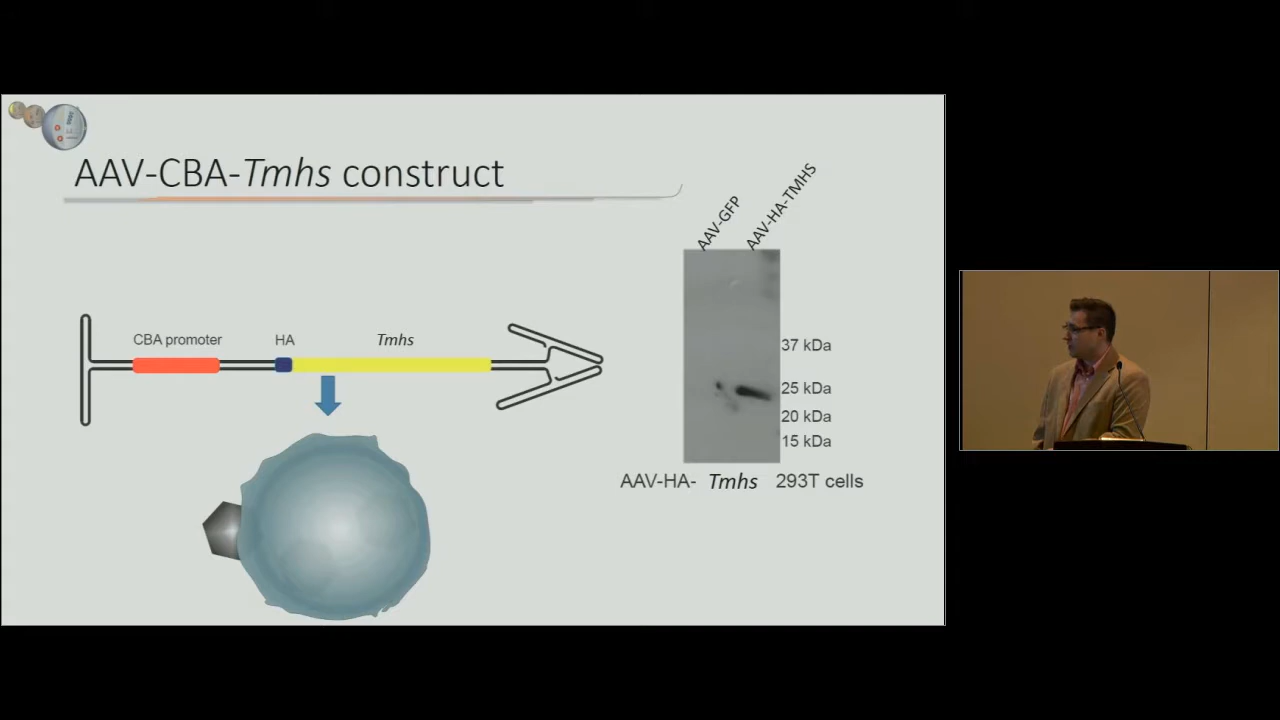 AAV-CBA-Tmhs construct
AAV-GFP
AAV-HA-TMHS
CBA promoter
HA
Tmhs
37 kDa
25 kDa
20 kDa
15 kDa
AAV-HA- Tmhs 293T cells